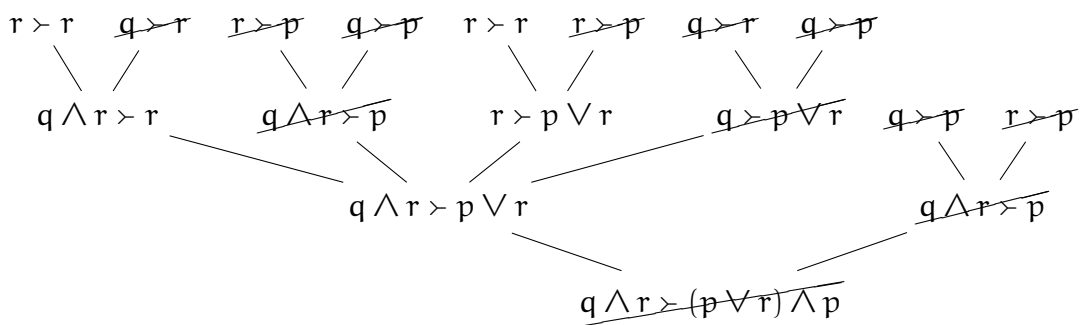 r ≻ r q ≻ r r ≻ p q ≻ p r ≻ r r ≻ p q ≻ r q ≻ p
q ∧ r ≻ r q ∧ r ≻ p r ≻ p ∨ r q ≻ p ∨ r q ≻ p r ≻ p
q ∧ r ≻ p ∨ r q ∧ r ≻ p
q ∧ r ≻ (p ∨ r) ∧ p